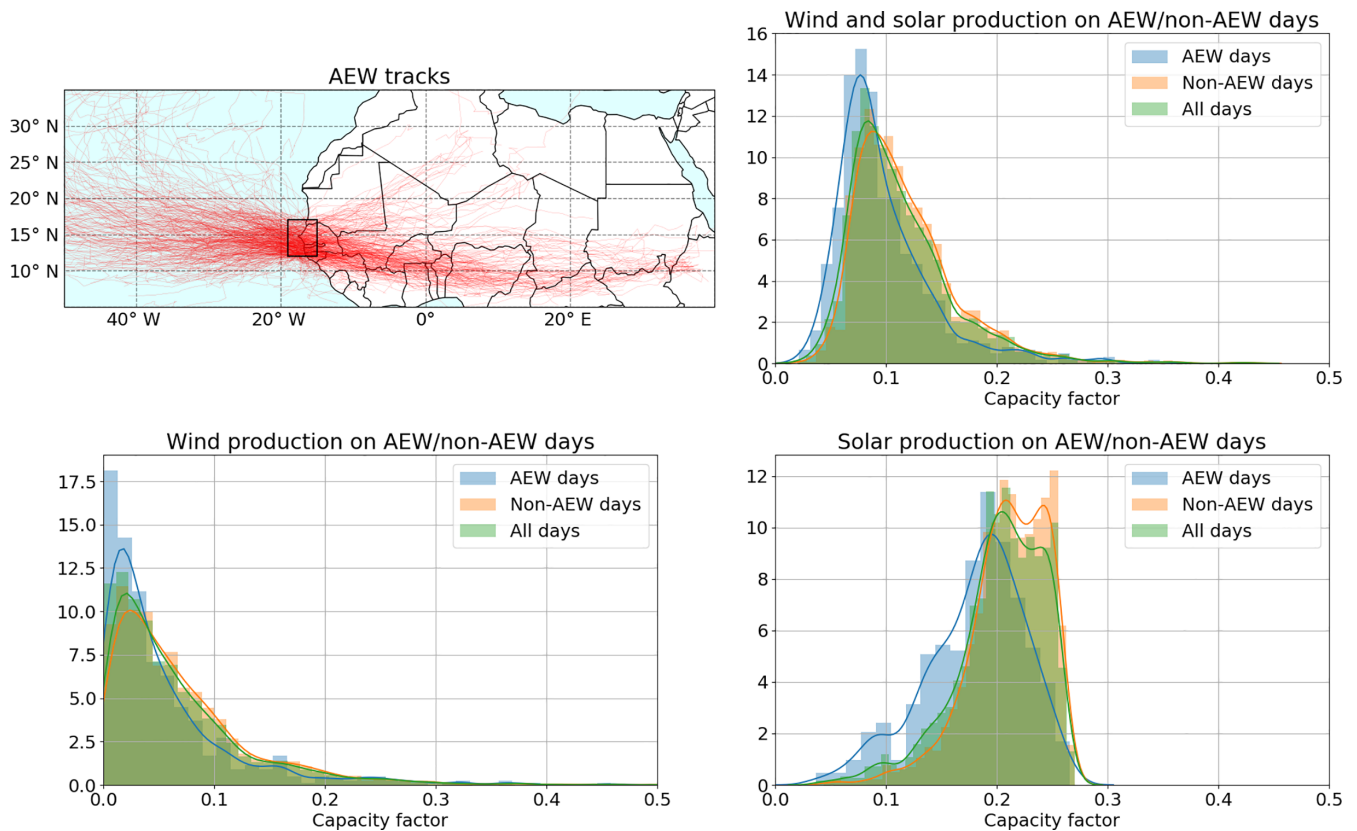 AEW tracks
30° N
25° N
20° N
15° N
10° N
40° W
20° W
0°
20° E
Wind and solar production on AEW/non-AEW days
16
14
12
10
8
6
4
2
0
AEW days
Non-AEW days
All days
0.0
0.1
0.2
0.3
0.4
0.5
Capacity factor
Wind production on AEW/non-AEW days
17.5
15.0
12.5
10.0
7.5
5.0
2.5
0.0
AEW days
Non-AEW days
All days
0.0
0.1
0.2
0.3
0.4
0.5
Capacity factor
Solar production on AEW/non-AEW days
12
10
8
6
4
2
0
AEW days
Non-AEW days
All days
0.0
0.1
0.2
0.3
0.4
0.5
Capacity factor